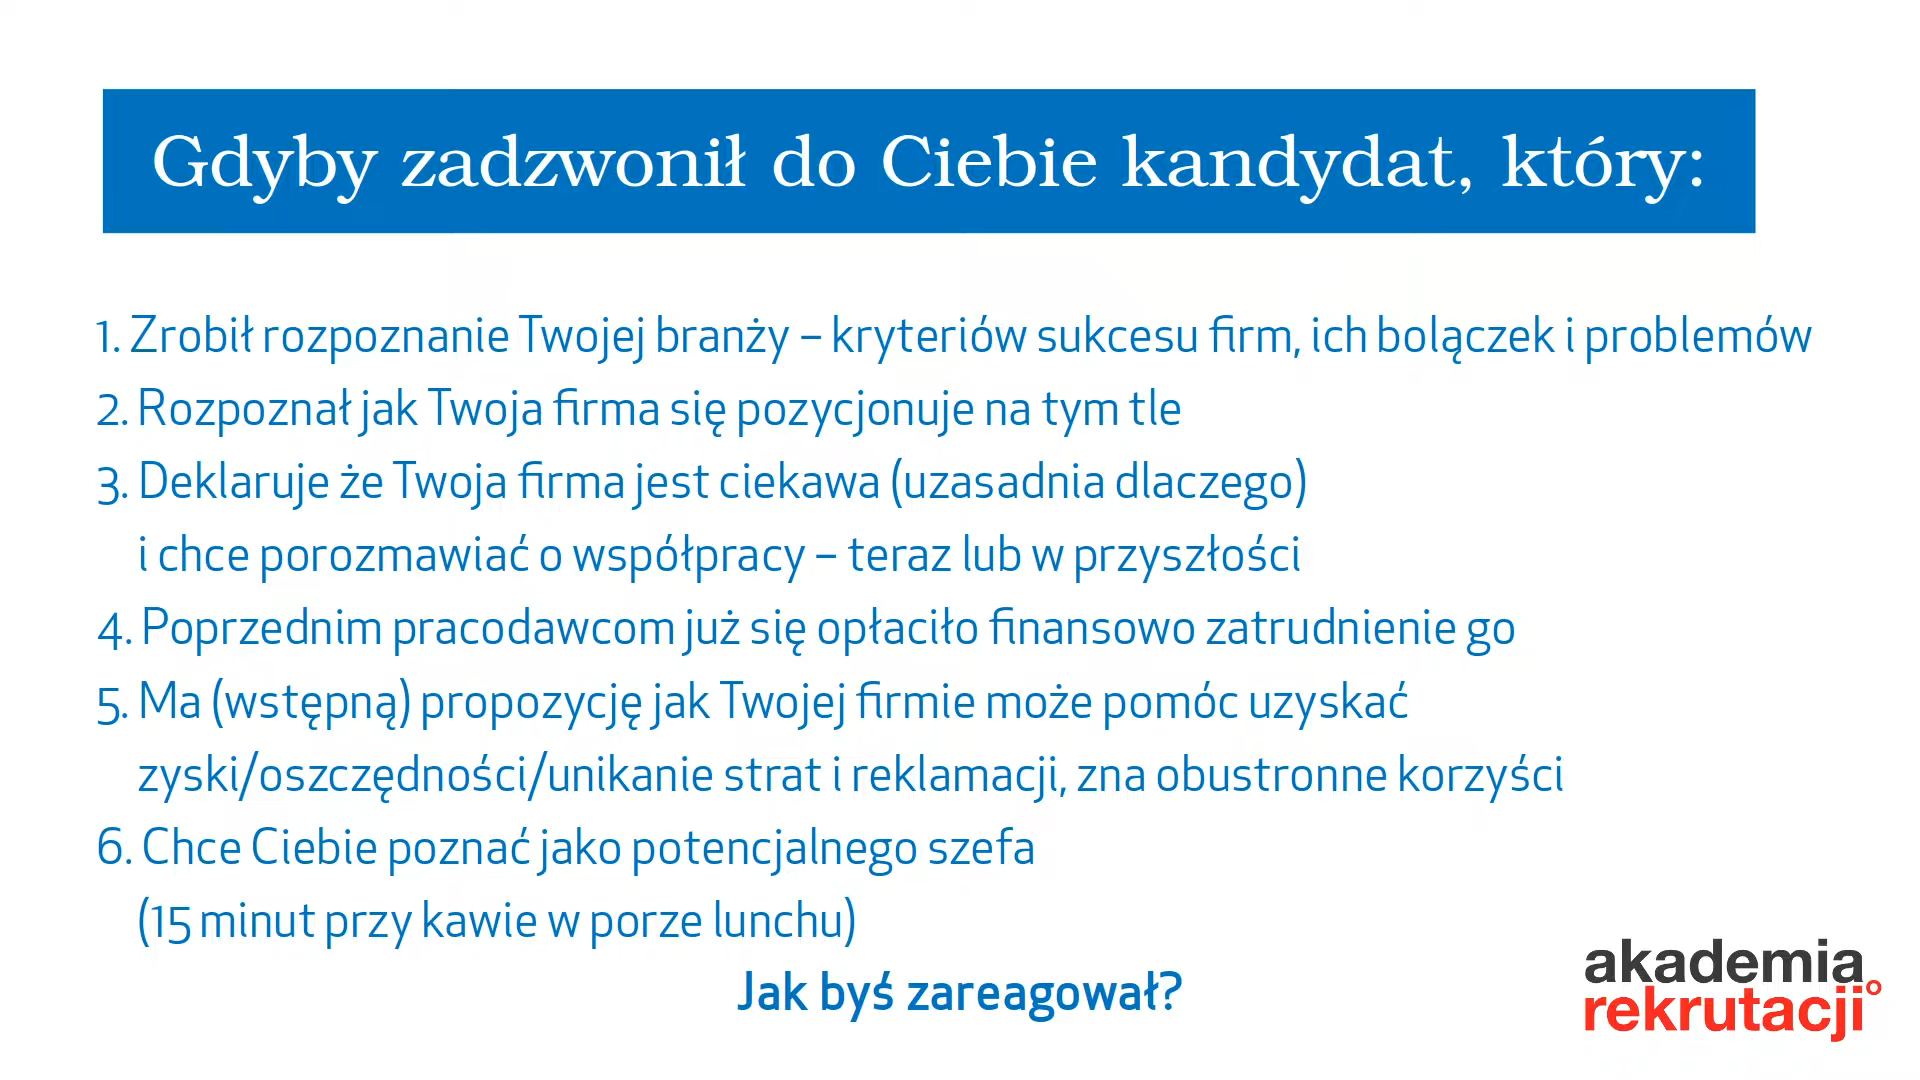 Gdyby zadzwonił do Ciebie kandydat, który:
1. Zrobił rozpoznanie Twojej branży – kryteriów sukcesu firm, ich bolączek i problemów
2. Rozpoznał jak Twoja firma się pozycjonuje na tym tle
3. Deklaruje że Twoja firma jest ciekawa (uzasadnia dlaczego)
i chce porozmawiać o współpracy – teraz lub w przyszłości
4. Poprzednim pracodawcom już się opłaciło finansowo zatrudnienie go
5. Ma (wstępną) propozycję jak Twojej firmie może pomóc uzyskać
zyski/oszczędności/unikanie strat i reklamacji, zna obustronne korzyści
6. Chce Ciebie poznać jako potencjalnego szefa
(15 minut przy kawie w porze lunchu)
Jak byś zareagował?
akademia
rekrutacji